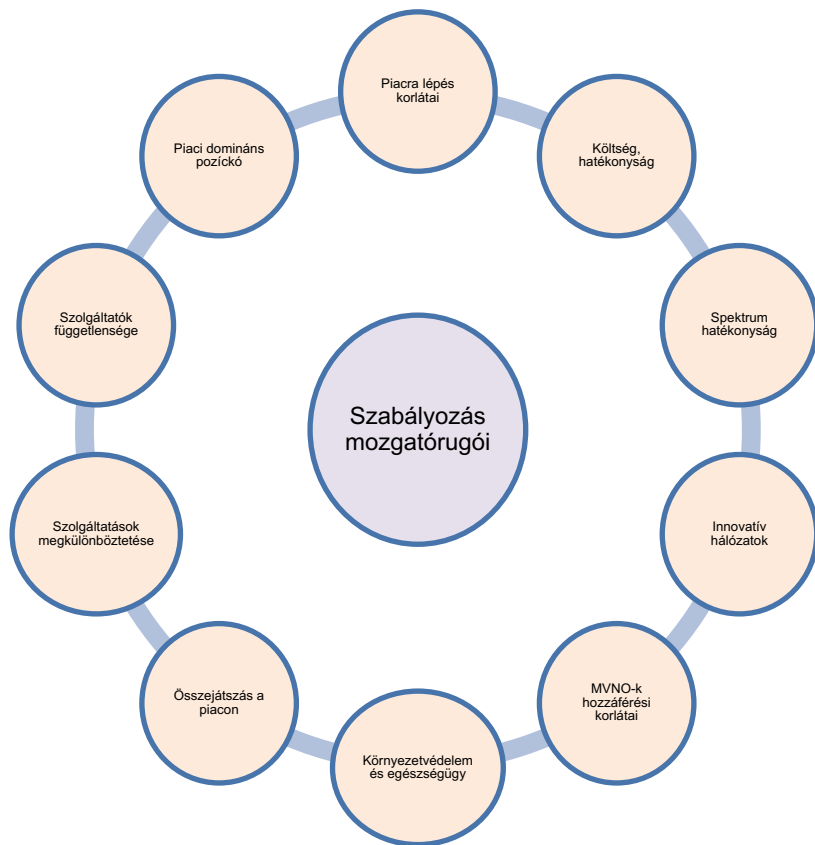 Piacra lépés
korlátai
Költség,
hatékonyság
Spektrum
hatékonyság
Innovatív
hálózatok
MVNO-k
hozzáférési
korlátai
Környezetvédelem
és egészségügy
Összejátszás a
piacon
Szolgáltatások
megkülönböztetése
Szolgáltatók
függetlensége
Piaci domináns
pozíckó
Szabályozás
mozgatórugói